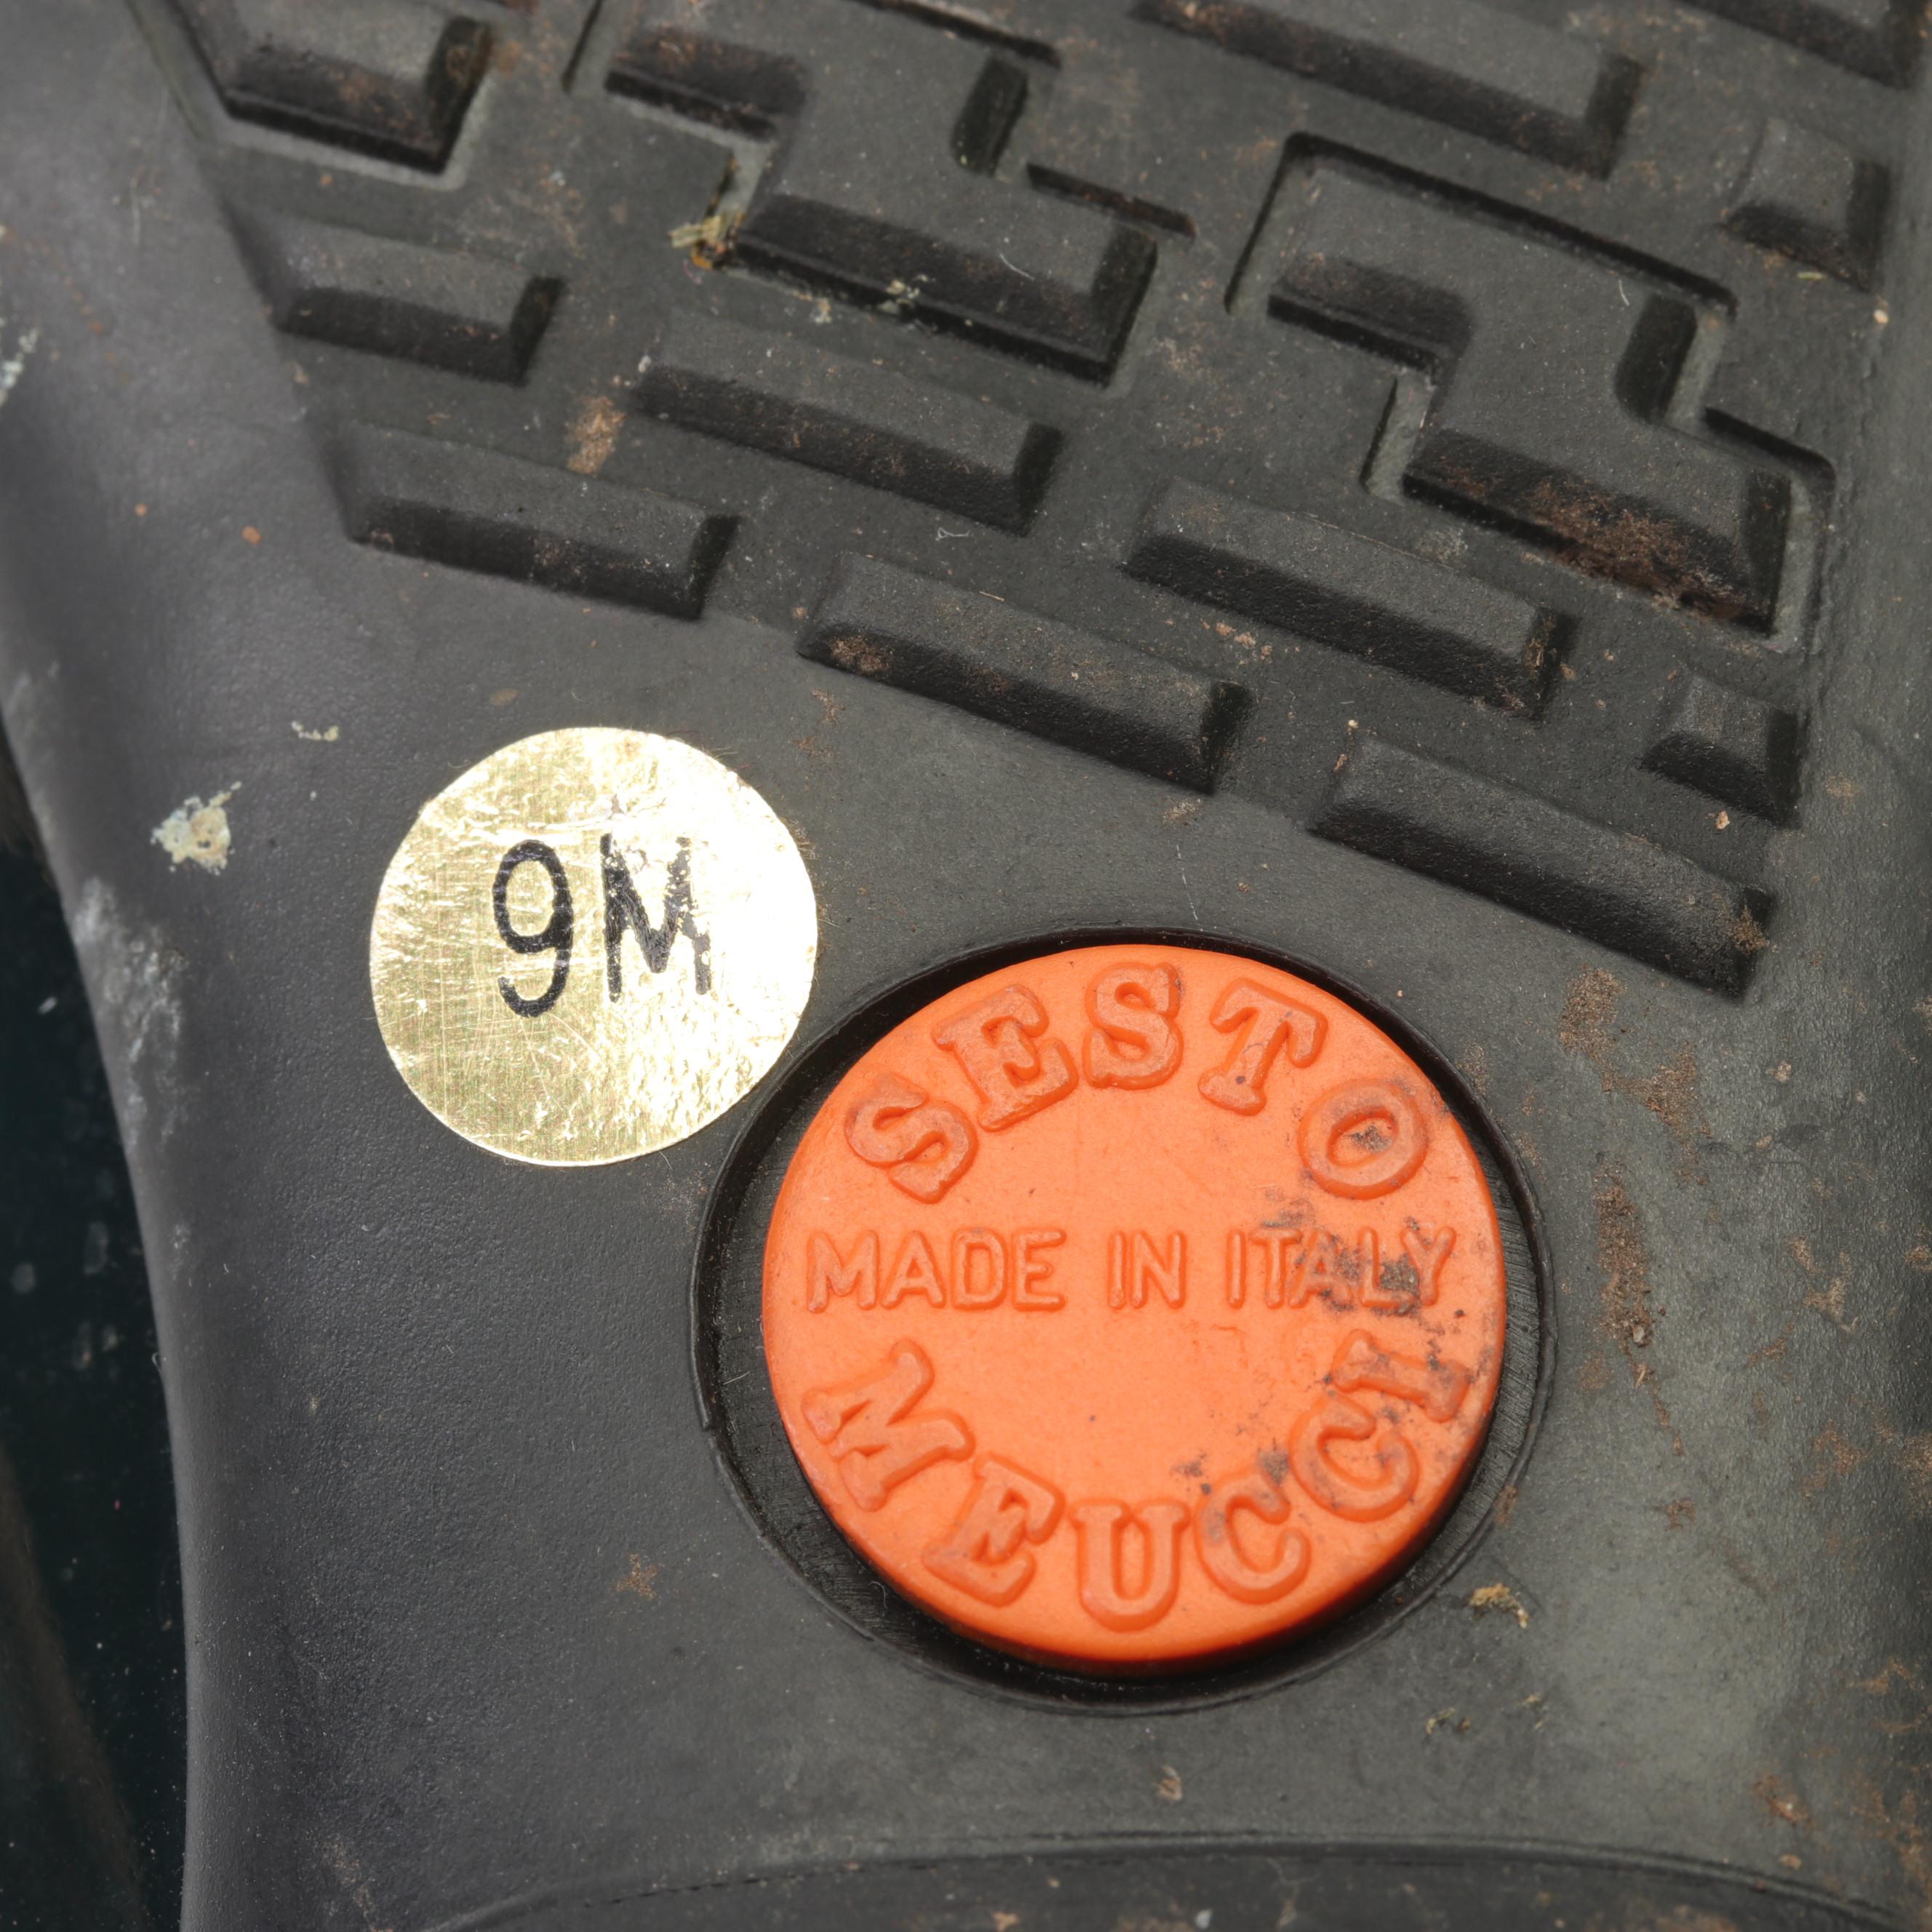 9M
SESTO
MADE IN ITALY
MEUCCI